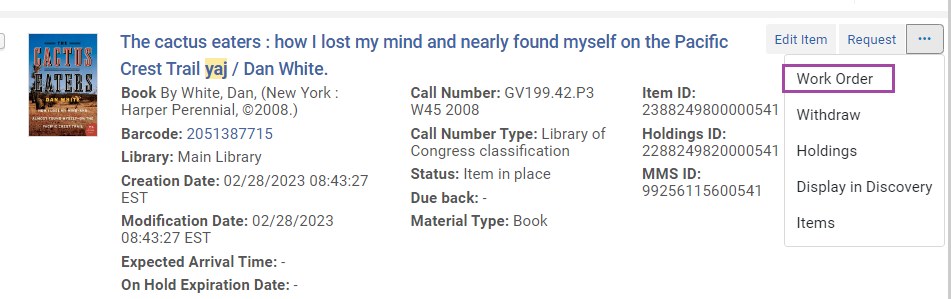 The cactus eaters : how I lost my mind and nearly found myself on the Pacific
Crest Trail yaj / Dan White.
Edit Item
Request
•••
THE
CACTUS
EATERS
DAN WHITE
Book By White, Dan, (New York :
Harper Perennial, ©2008.)
Barcode: 2051387715
Library: Main Library
Creation Date: 02/28/2023 08:43:27
EST
Modification Date: 02/28/2023
08:43:27 EST
Expected Arrival Time: -
On Hold Expiration Date: -
Call Number: GV199.42.P3
W45 2008
Call Number Type: Library of
Congress classification
Status: Item in place
Due back: -
Material Type: Book
Item ID:
2388249800000541
Holdings ID:
2288249820000541
MMS ID:
99256115600541
Work Order
Withdraw
Holdings
Display in Discovery
Items